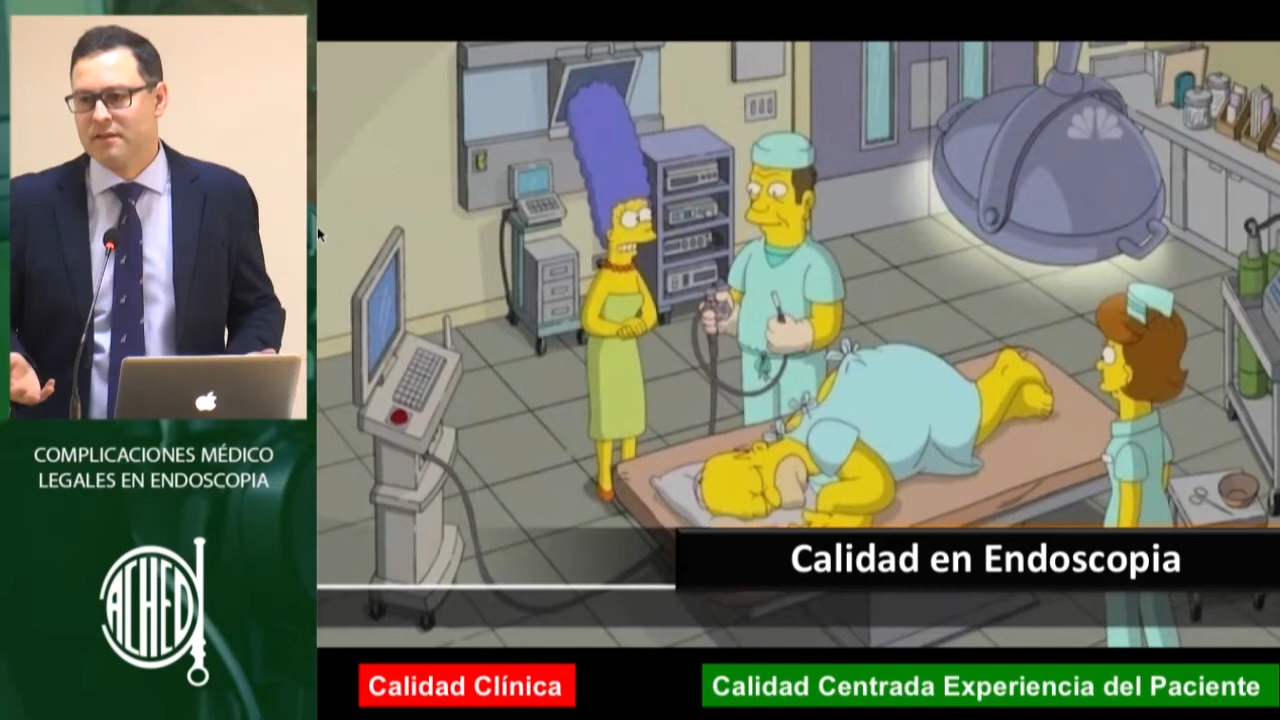 COMPLICACIONES MÉDICO
LEGALES EN ENDOSCOPIA
ACHED
Calidad en Endoscopia
Calidad Clínica
Calidad Centrada Experiencia del Paciente